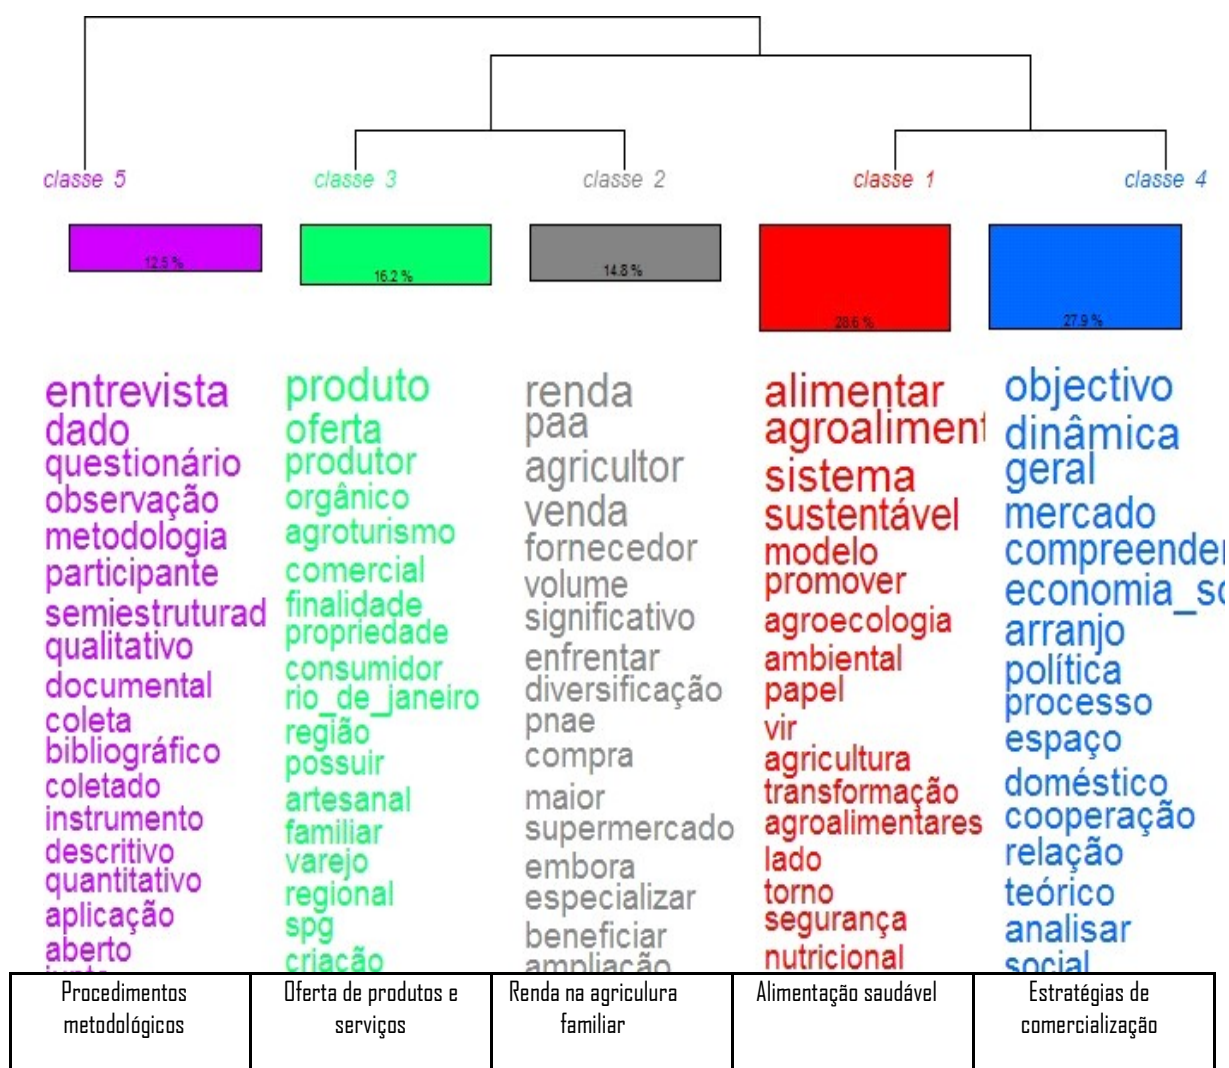 classe 5
classe 3
classe 2
classe 1
classe 4
12.5 %
16.2 %
14.8 %
28.6 %
27.9 %
entrevista
dado
questionário
observação
metodologia
participante
semiestruturad
qualitativo
documental
coleta
bibliográfico
coletado
instrumento
descritivo
quantitativo
aplicação
aberto
produto
oferta
produtor
orgânico
agroturismo
comercial
finalidade
propriedade
consumidor
rio_de_janeiro
região
possuir
artesanal
familiar
varejo
regional
spg
criação
renda
paa
agricultor
venda
fornecedor
volume
significativo
enfrentar
diversificação
pnae
compra
maior
supermercado
embora
especializar
beneficiar
ampliação
alimentar
agroaliment
sistema
sustentável
modelo
promover
agroecologia
ambiental
papel
vir
agricultura
transformação
agroalimentares
lado
torno
segurança
nutricional
objectivo
dinâmica
geral
mercado
compreender
economia_so
arranjo
política
processo
espaço
doméstico
cooperação
relação
teórico
analisar
social
Procedimentos
metodológicos
Oferta de produtos e
serviços
Renda na agriculura
familiar
Alimentação saudável
Estratégias de
comercialização